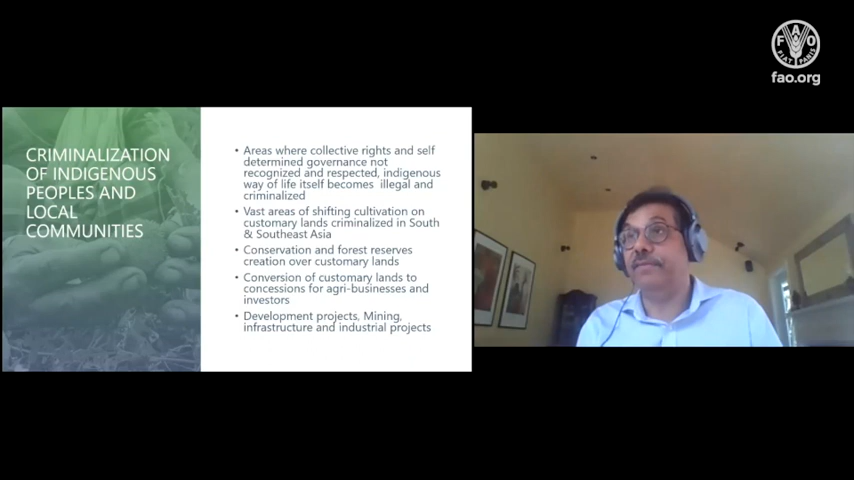 FAO
FIAT PANIS
fao.org
CRIMINALIZATION
OF INDIGENOUS
PEOPLES AND
LOCAL
COMMUNITIES
• Areas where collective rights and self
determined governance not
recognized and respected, indigenous
way of life itself becomes illegal and
criminalized
• Vast areas of shifting cultivation on
customary lands criminalized in South
& Southeast Asia
• Conservation and forest reserves
creation over customary lands
• Conversion of customary lands to
concessions for agri-businesses and
investors
• Development projects, Mining,
infrastructure and industrial projects